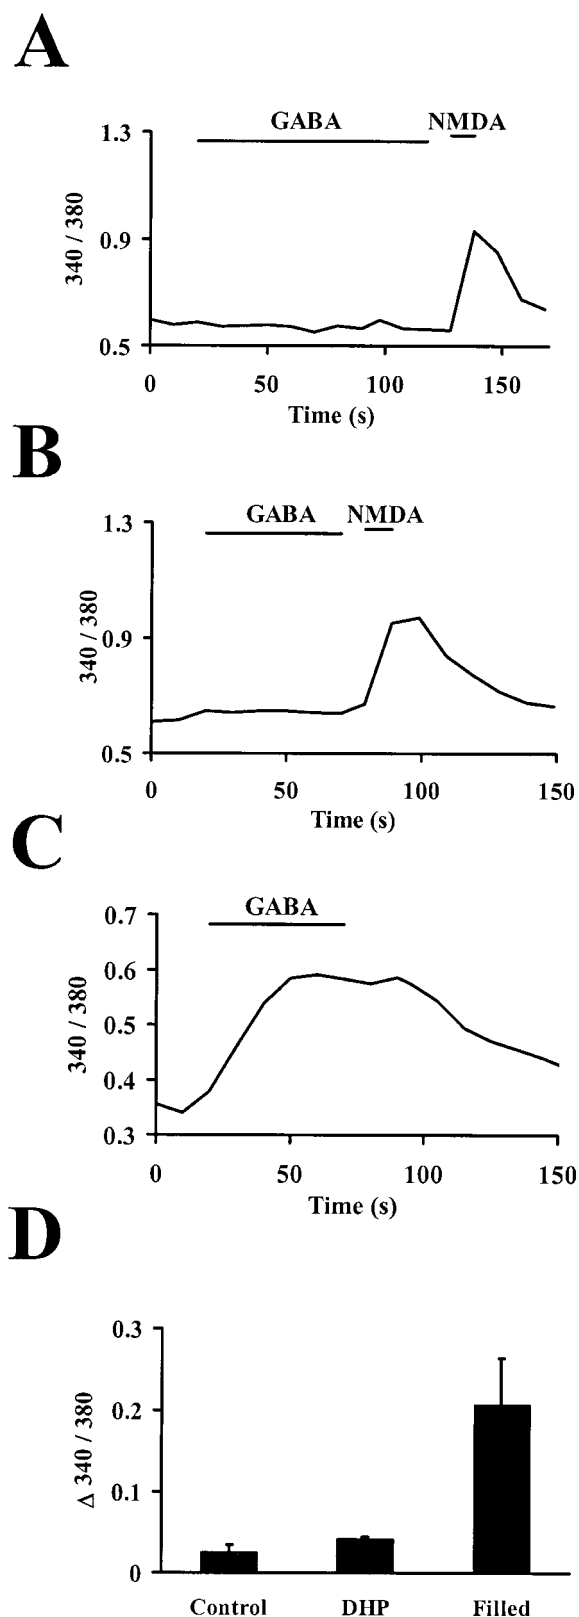 A
GABA NMDA
1.3
0.9
0.5
340 / 380
0 50 100 150
Time (s)
B
GABA NMDA
1.3
0.9
0.5
340 / 380
0 50 100 150
Time (s)
C
GABA
0.7
0.6
0.5
0.4
0.3
340 / 380
0 50 100 150
Time (s)
D
0.3
0.2
0.1
0
Δ 340 / 380
Control DHP Filled